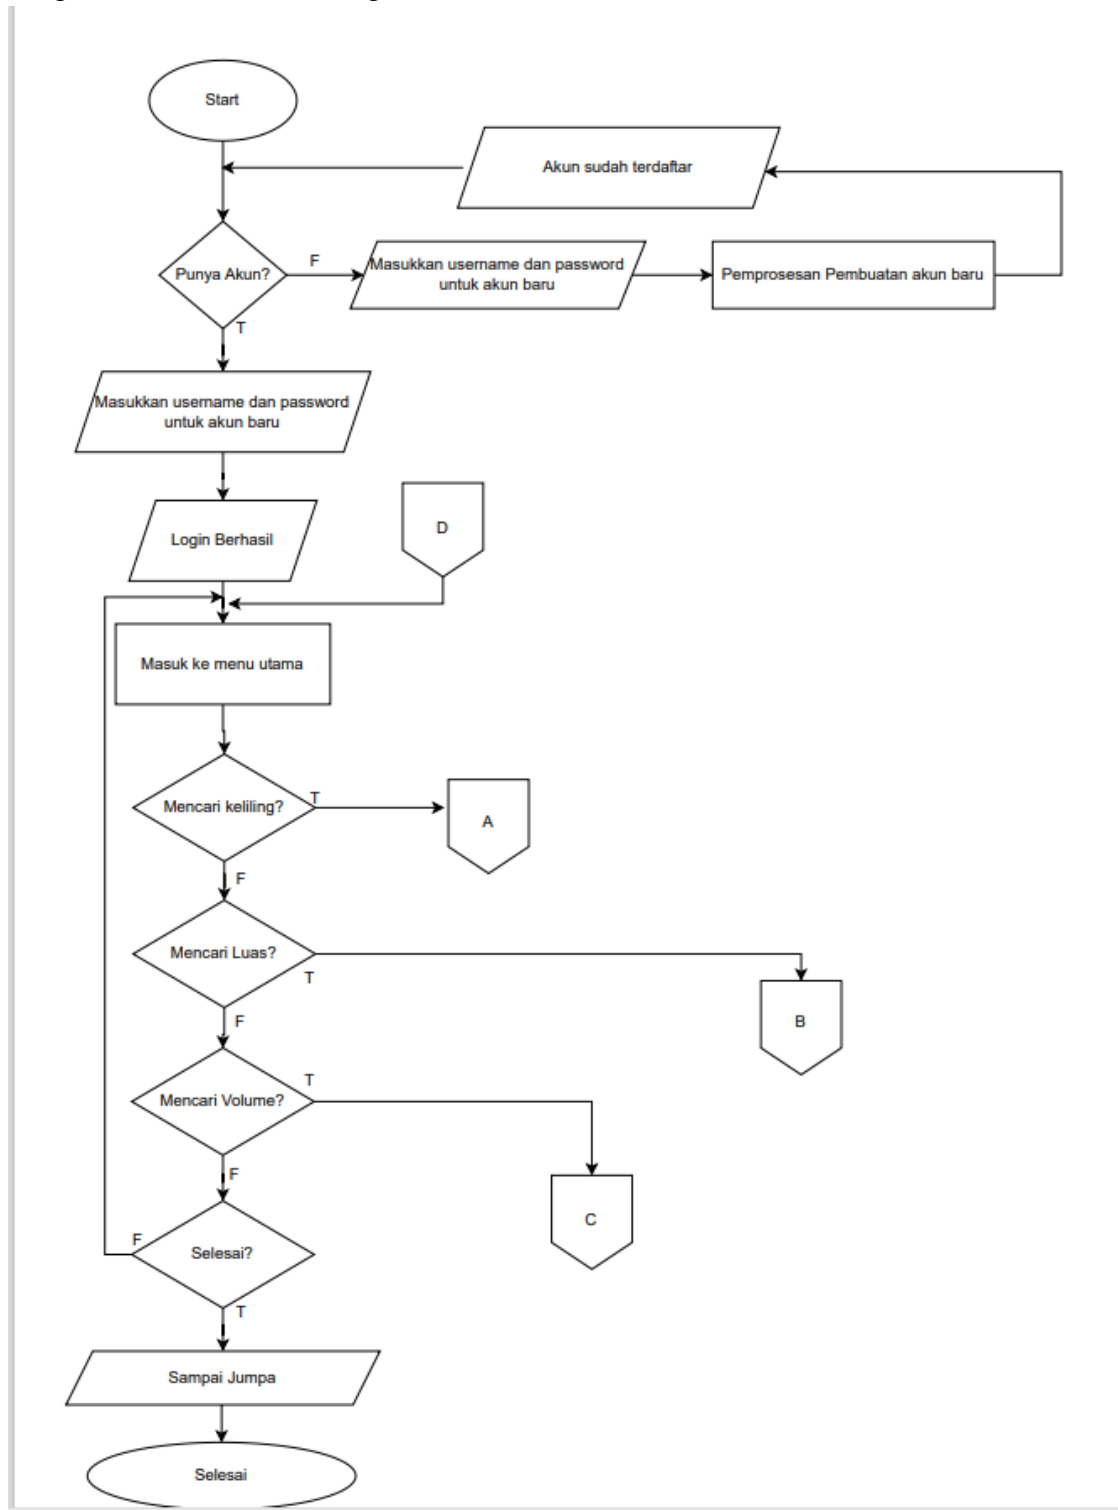 Start
Akun sudah terdaftar
Punya Akun?
F
Masukkan username dan password
untuk akun baru
Pemprosesan Pembuatan akun baru
T
Masukkan username dan password
untuk akun baru
Login Berhasil
D
Masuk ke menu utama
Mencari keliling?
T
A
F
Mencari Luas?
T
B
F
Mencari Volume?
T
C
F
F
Selesai?
T
Sampai Jumpa
Selesai